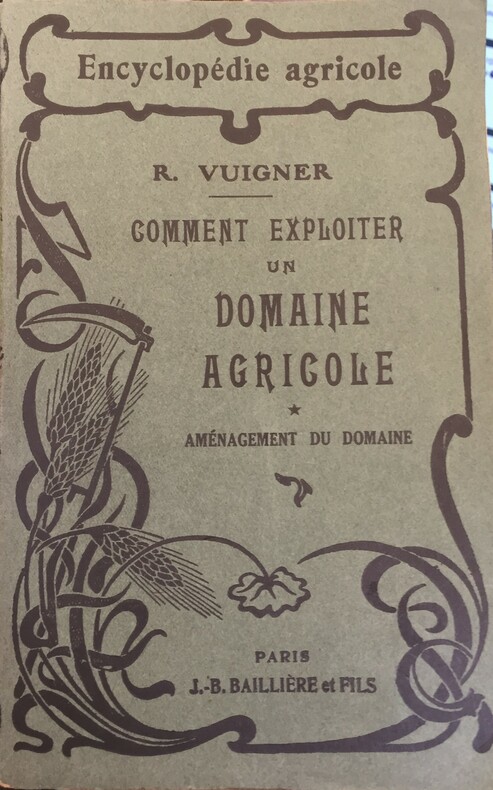 Encyclopédie agricole
R. VUIGNER
COMMENT EXPLOITER
UN
DOMAINE
AGRICOLE
★
AMÉNAGEMENT DU DOMAINE
PARIS
J.-B. BAILLIÈRE et FILS